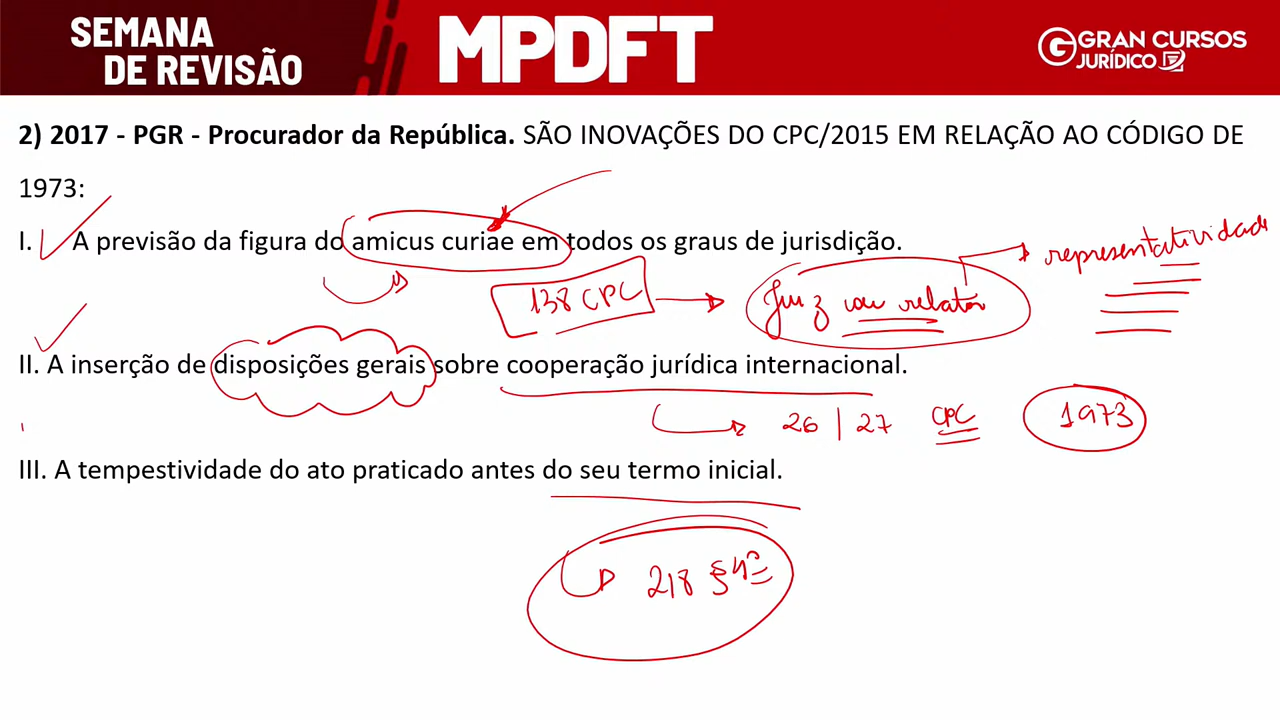 SEMANA
DE REVISÃO
MPDFT
GRAN CURSOS
JURÍDICO
2) 2017 - PGR - Procurador da República. SÃO INOVAÇÕES DO CPC/2015 EM RELAÇÃO AO CÓDIGO DE
1973:
I. A previsão da figura do amicus curiae em todos os graus de jurisdição.
representatividade
138 CPC
Juiz ou relator
II. A inserção de disposições gerais sobre cooperação jurídica internacional.
26 | 27 CPC 1973
III. A tempestividade do ato praticado antes do seu termo inicial.
218 §4º